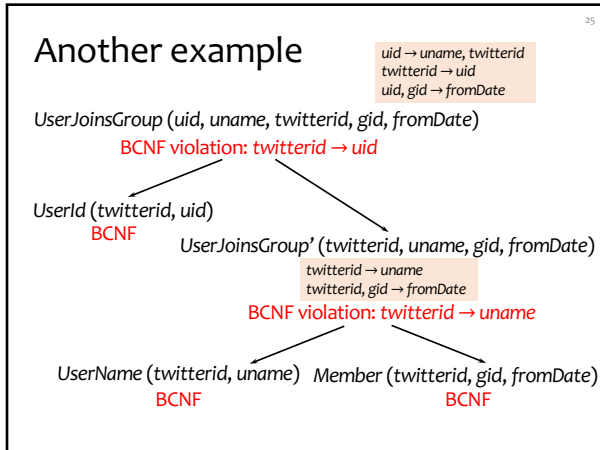 25
Another example
uid → uname, twitterid
twitterid → uid
uid, gid → fromDate
UserJoinsGroup (uid, uname, twitterid, gid, fromDate)
BCNF violation: twitterid → uid
UserId (twitterid, uid)
BCNF
UserJoinsGroup’ (twitterid, uname, gid, fromDate)
twitterid → uname
twitterid, gid → fromDate
BCNF violation: twitterid → uname
UserName (twitterid, uname) Member (twitterid, gid, fromDate)
BCNF BCNF